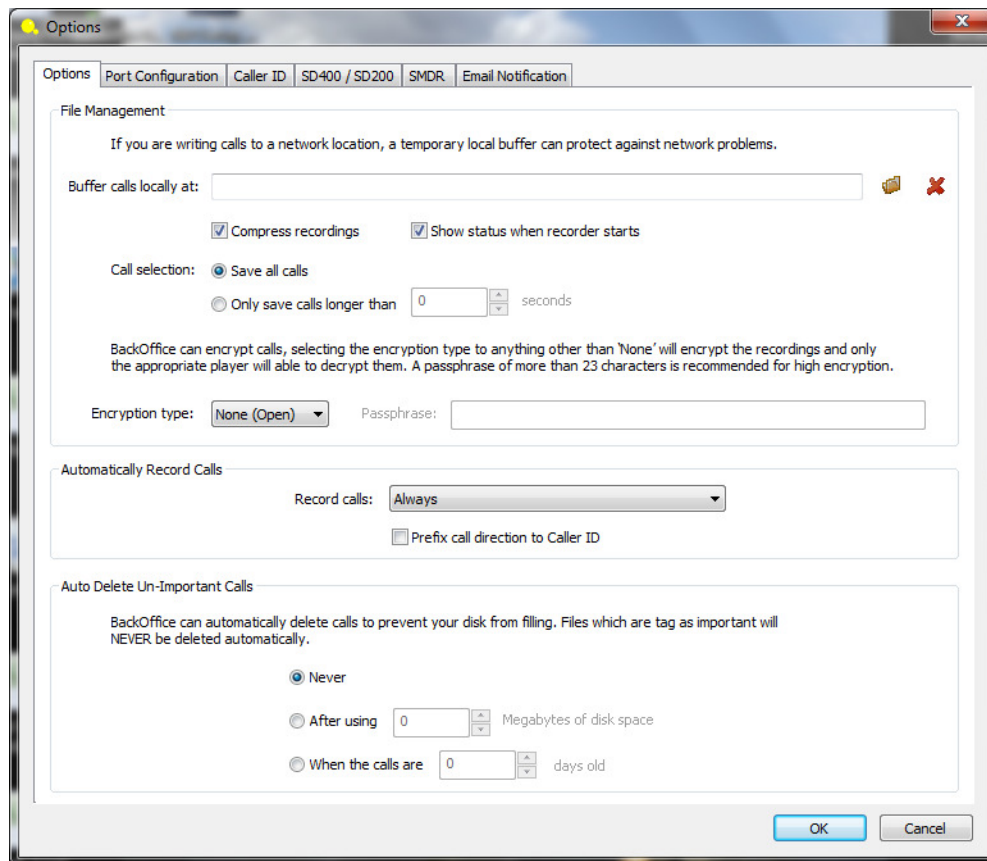 Options
Options Port Configuration Caller ID SD400 / SD200 SMDR Email Notification
File Management
If you are writing calls to a network location, a temporary local buffer can protect against network problems.
Buffer calls locally at:
Compress recordings Show status when recorder starts
Call selection: Save all calls
Only save calls longer than 0 seconds
BackOffice can encrypt calls, selecting the encryption type to anything other than 'None' will encrypt the recordings and only
the appropriate player will able to decrypt them. A passphrase of more than 23 characters is recommended for high encryption.
Encryption type: None (Open) Passphrase:
Automatically Record Calls
Record calls: Always
Prefix call direction to Caller ID
Auto Delete Un-Important Calls
BackOffice can automatically delete calls to prevent your disk from filling. Files which are tag as important will
NEVER be deleted automatically.
Never
After using 0 Megabytes of disk space
When the calls are 0 days old
OK Cancel